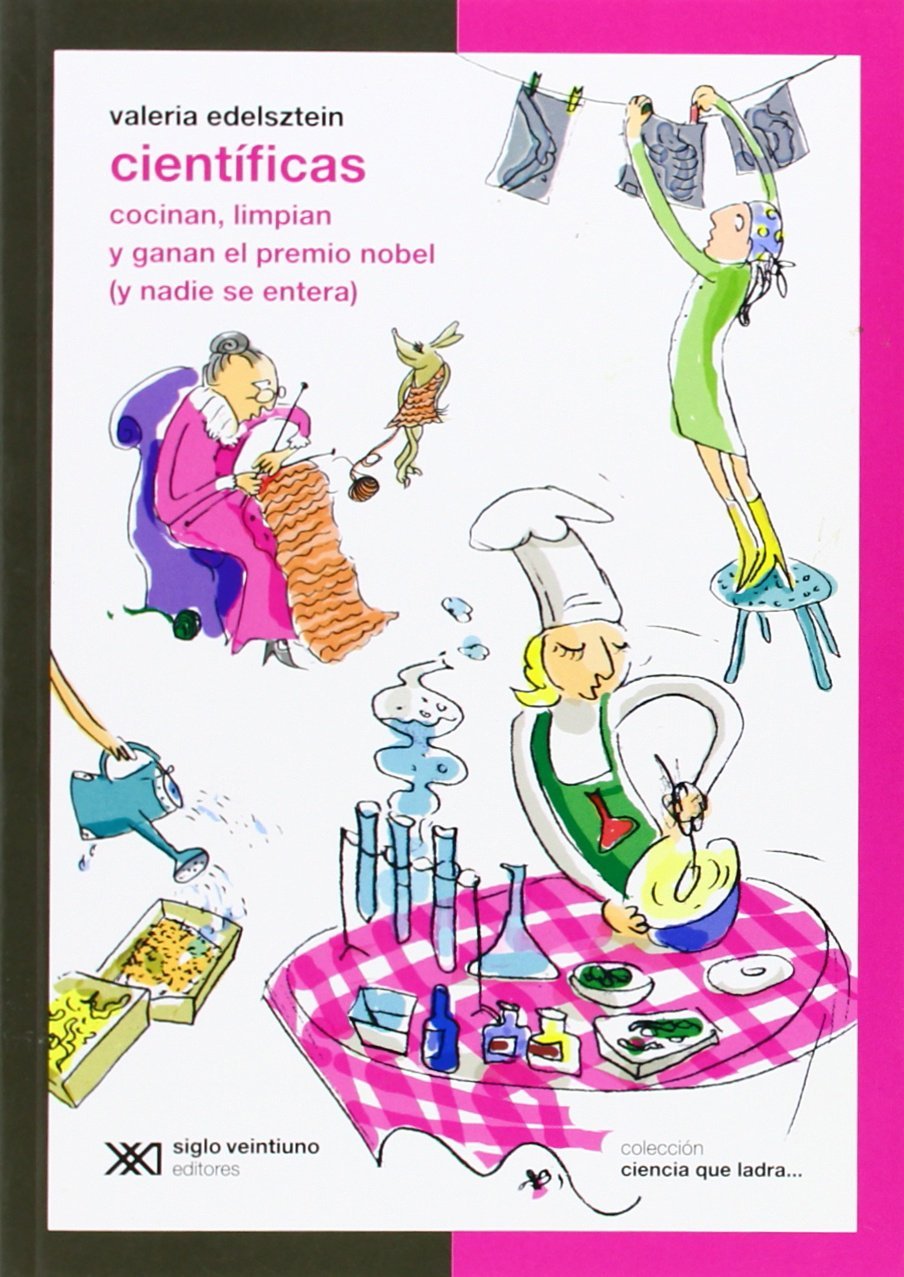 valeria edelsztein
científicas
cocinan, limpian
y ganan el premio nobel
(y nadie se entera)
siglo veintiuno
editores
colección
ciencia que ladra...